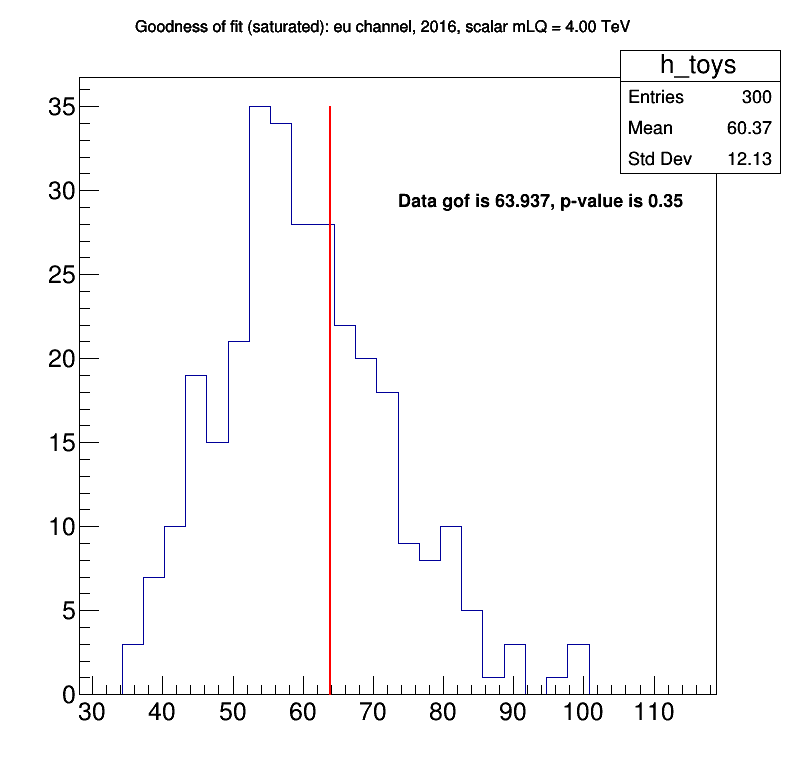 Goodness of fit (saturated): eu channel, 2016, scalar mLQ = 4.00 TeV
h_toys
Entries 300
Mean 60.37
Std Dev 12.13
Data gof is 63.937, p-value is 0.35
35
30
25
20
15
10
5
0
30 40 50 60 70 80 90 100 110